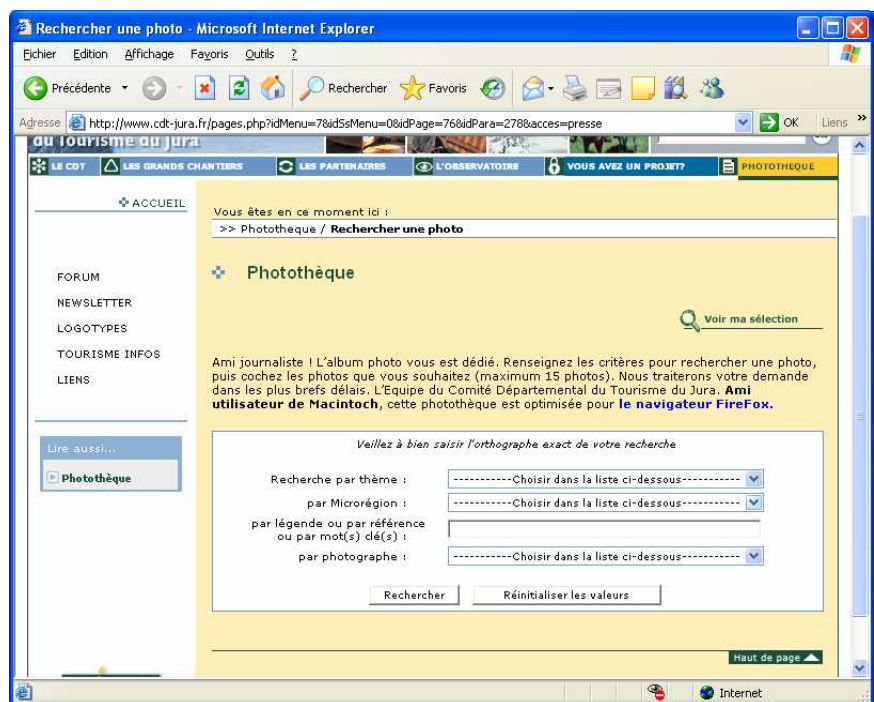 Rechercher une photo - Microsoft Internet Explorer
Fichier Edition Affichage Favoris Outils ?
Précédente Rechercher Favoris
Adresse http://www.cdt-jura.fr/pages.php?idMenu=7&idSsMenu=0&idPage=76&idPara=278&acces=presse OK Liens »
du Tourisme du Jura
LE CDT LES GRANDS CHANTIERS LES PARTENAIRES L'OBSERVATOIRE VOUS AVEZ UN PROJET? PHOTOTHEQUE
ACCUEIL
Vous êtes en ce moment ici :
>> Phototheque / Rechercher une photo
Photothèque
FORUM
NEWSLETTER
LOGOTYPES
TOURISME INFOS
LIENS
Voir ma sélection
Ami journaliste ! L'album photo vous est dédié. Renseignez les critères pour rechercher une photo,
puis cochez les photos que vous souhaitez (maximum 15 photos). Nous traiterons votre demande
dans les plus brefs délais. L'Equipe du Comité Départemental du Tourisme du Jura. Ami
utilisateur de Macintoch, cette photothèque est optimisée pour le navigateur FireFox.
Lire aussi...
Photothèque
Veillez à bien saisir l'orthographe exact de votre recherche
Recherche par thème : -----------Choisir dans la liste ci-dessous-----------
par Microrégion : -----------Choisir dans la liste ci-dessous-----------
par légende ou par référence
ou par mot(s) clé(s) :
par photographe : -----------Choisir dans la liste ci-dessous-----------
Rechercher Réinitialiser les valeurs
Haut de page
Internet